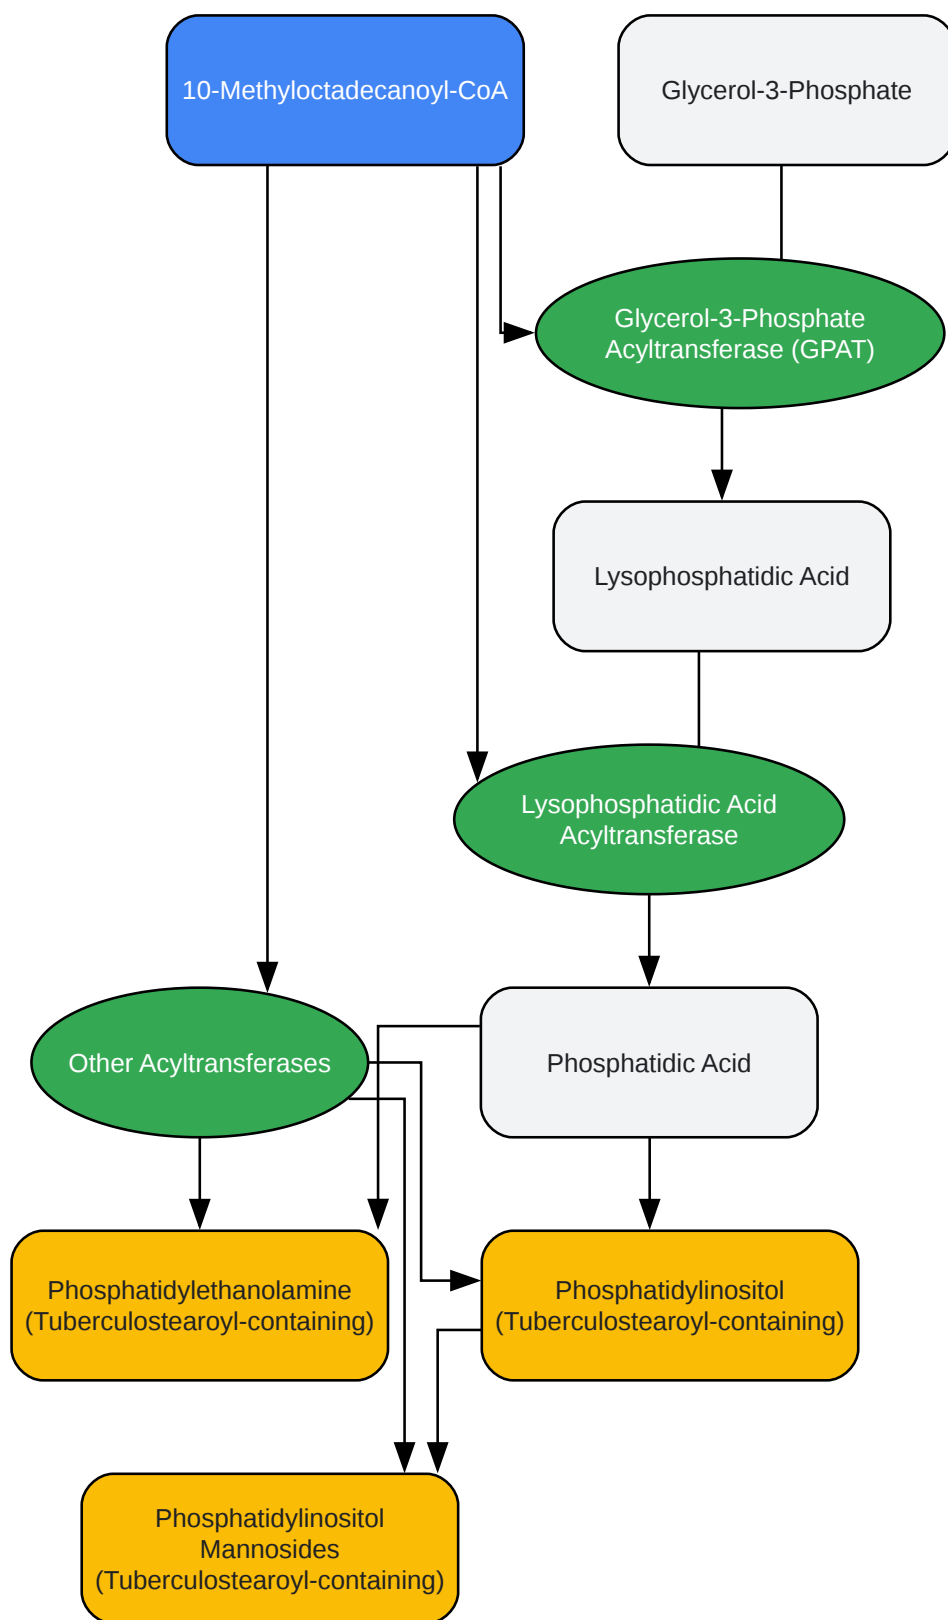 10-Methyloctadecanoyl-CoA
Glycerol-3-Phosphate
Glycerol-3-Phosphate
Acyltransferase (GPAT)
Lysophosphatidic Acid
Lysophosphatidic Acid
Acyltransferase
Other Acyltransferases
Phosphatidic Acid
Phosphatidylethanolamine
(Tuberculostearoyl-containing)
Phosphatidylinositol
(Tuberculostearoyl-containing)
Phosphatidylinositol
Mannosides
(Tuberculostearoyl-containing)